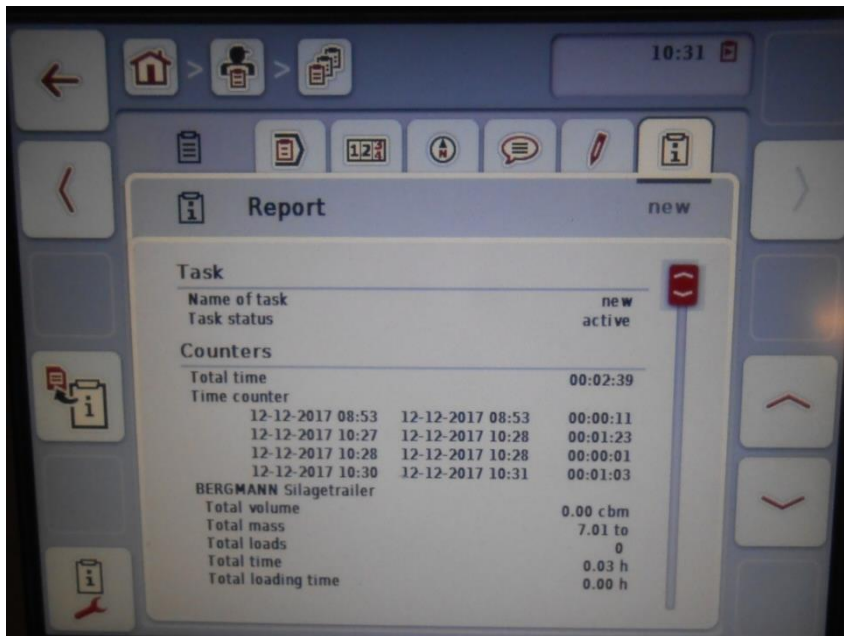 10:31
1234
N
i
i Report new
Task
Name of task new
Task status active
Counters
Total time 00:02:39
Time counter
12-12-2017 08:53 12-12-2017 08:53 00:00:11
12-12-2017 10:27 12-12-2017 10:28 00:01:23
12-12-2017 10:28 12-12-2017 10:28 00:00:01
12-12-2017 10:30 12-12-2017 10:31 00:01:03
BERGMANN Silagetrailer
Total volume 0.00 cbm
Total mass 7.01 to
Total loads 0
Total time 0.03 h
Total loading time 0.00 h
i
i